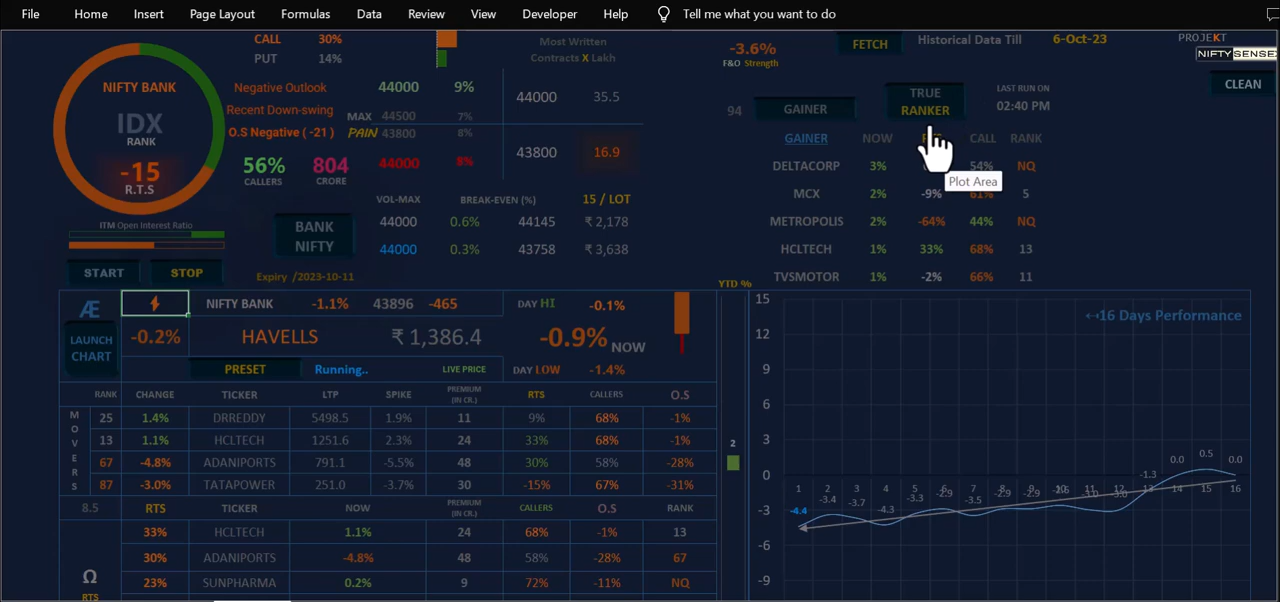 File Home Insert Page Layout Formulas Data Review View Developer Help Tell me what you want to do
CALL 30%
PUT 14%
Most Written
Contracts X Lakh
-3.6%
F&O Strength
FETCH
Historical Data Till 6-Oct-23
PROJEKT
NIFTYSENSE
CLEAN
NIFTY BANK
IDX
RANK
-15
R.T.S
Negative Outlook
Recent Down-swing
O.S Negative ( -21 )
56%
CALLERS
804
CRORE
44000 9%
MAX 44500 7%
PAIN 43800 8%
44000 8%
44000 35.5
43800 16.9
94 GAINER
TRUE
RANKER
LAST RUN ON
02:40 PM
GAINER NOW CALL RANK
DELTACORP 3% 54% NQ
Plot Area
MCX 2% -9% 61% 5
METROPOLIS 2% -64% 44% NQ
HCLTECH 1% 33% 68% 13
TVSMOTOR 1% -2% 66% 11
ITM Open Interest Ratio
START STOP
BANK
NIFTY
Expiry /2023-10-11
VOL-MAX BREAK-EVEN (%) 15 / LOT
44000 0.6% 44145 ₹ 2,178
44000 0.3% 43758 ₹ 3,638
Æ NIFTY BANK -1.1% 43896 -465 DAY HI -0.1%
LAUNCH
CHART
-0.2% HAVELLS ₹ 1,386.4 -0.9% NOW
PRESET Running.. LIVE PRICE DAY LOW -1.4%
RANK CHANGE TICKER LTP SPIKE PREMIUM (IN CR.) RTS CALLERS O.S
MOVERS
25 1.4% DRREDDY 5498.5 1.9% 11 9% 68% -1%
13 1.1% HCLTECH 1251.6 2.3% 24 33% 68% -1%
67 -4.8% ADANIPORTS 791.1 -5.5% 48 30% 58% -28%
87 -3.0% TATAPOWER 251.0 -3.7% 30 -15% 67% -31%
8.5 RTS TICKER NOW PREMIUM (IN CR.) CALLERS O.S RANK
33% HCLTECH 1.1% 24 68% -1% 13
30% ADANIPORTS -4.8% 48 58% -28% 67
Ω 23% SUNPHARMA 0.2% 9 72% -11% NQ
RTS
2
YTD %
↔16 Days Performance
15
12
9
6
3
0
-3
-6
-9
1 2 3 4 5 6 7 8 9 10 11 12 13 14 15 16
-4.4 -3.4 -3.7 -4.3 -3.3 -2.9 -3.5 -2.9 -2.9 -2.6 -3.0 -3.0 -1.3 0.0 0.5 0.0